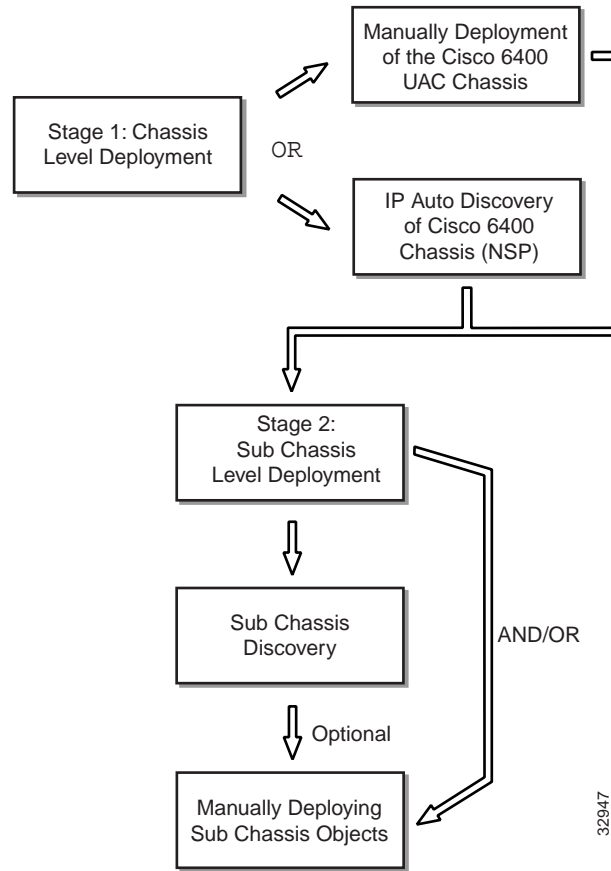 Manually Deployment
of the Cisco 6400
UAC Chassis
Stage 1: Chassis
Level Deployment
OR
IP Auto Discovery
of Cisco 6400
Chassis (NSP)
Stage 2:
Sub Chassis
Level Deployment
Sub Chassis
Discovery
AND/OR
Optional
Manually Deploying
Sub Chassis Objects
32947